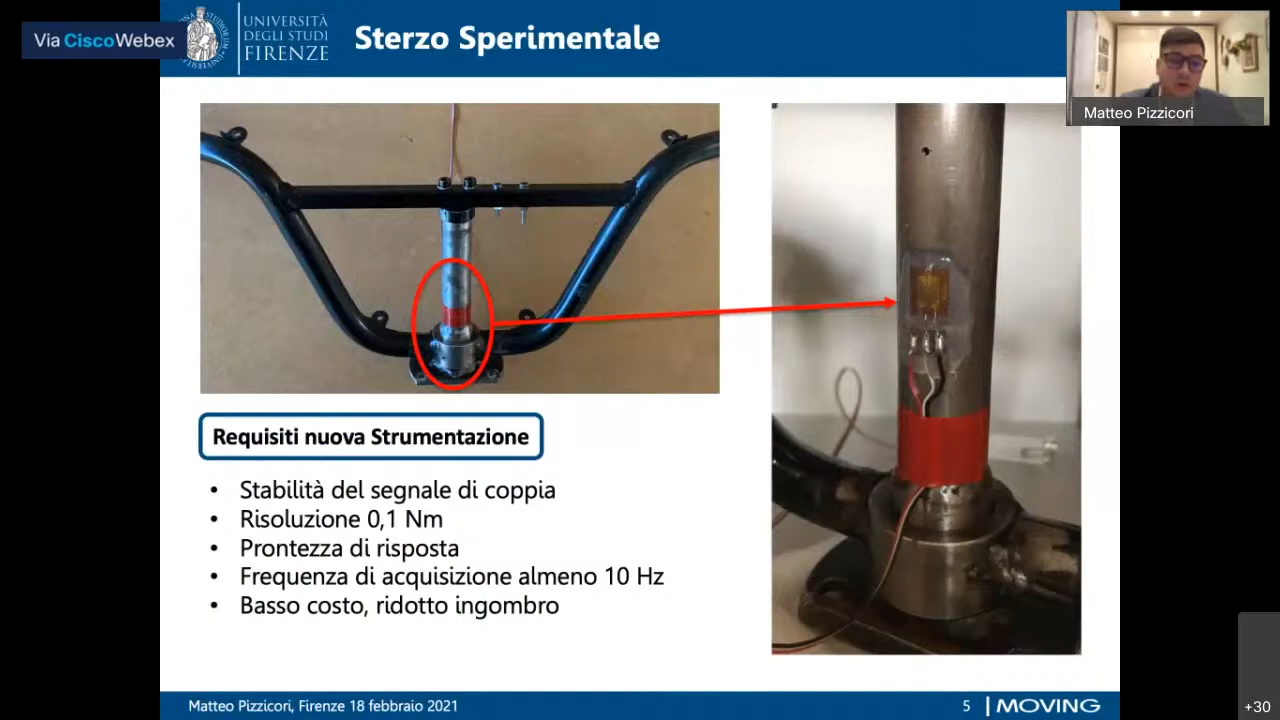 Via CiscoWebex
UNIVERSITÀ
DEGLI STUDI
FIRENZE
Sterzo Sperimentale
Matteo Pizzicori
Requisiti nuova Strumentazione
• Stabilità del segnale di coppia
• Risoluzione 0,1 Nm
• Prontezza di risposta
• Frequenza di acquisizione almeno 10 Hz
• Basso costo, ridotto ingombro
Matteo Pizzicori, Firenze 18 febbraio 2021
5
MOVING
+30